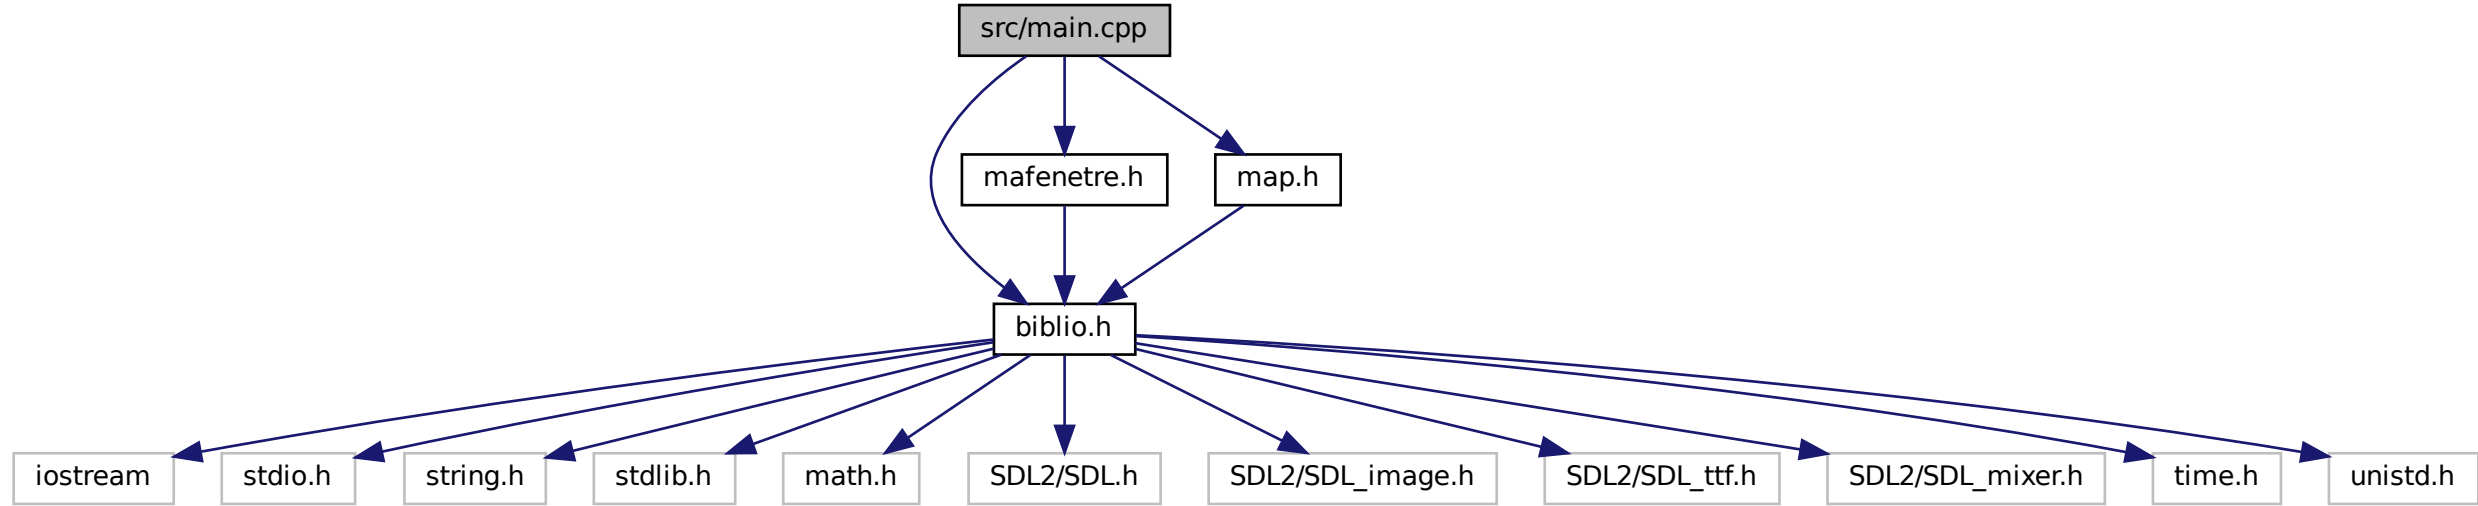 src/main.cpp
mafenetre.h
map.h
biblio.h
iostream
stdio.h
string.h
stdlib.h
math.h
SDL2/SDL.h
SDL2/SDL_image.h
SDL2/SDL_ttf.h
SDL2/SDL_mixer.h
time.h
unistd.h